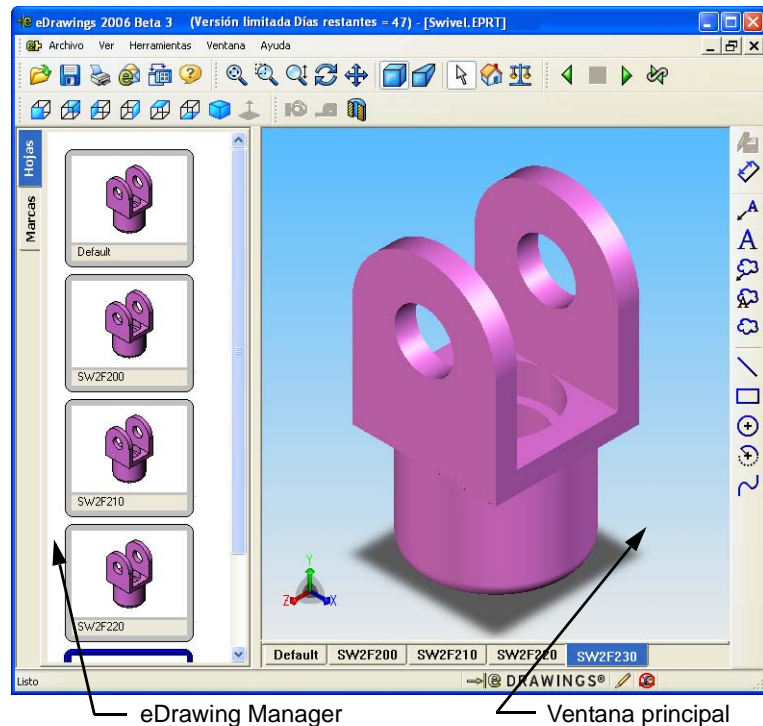 eDrawings 2006 Beta 3 (Versión limitada Días restantes = 47) - [Swivel.EPRT]
Archivo Ver Herramientas Ventana Ayuda
Hojas
Marcas
Default
SW2F200
SW2F210
SW2F220
A
A
A
Y
Z X
Default SW2F200 SW2F210 SW2F220 SW2F230
Listo
e DRAWINGS®
eDrawing Manager
Ventana principal